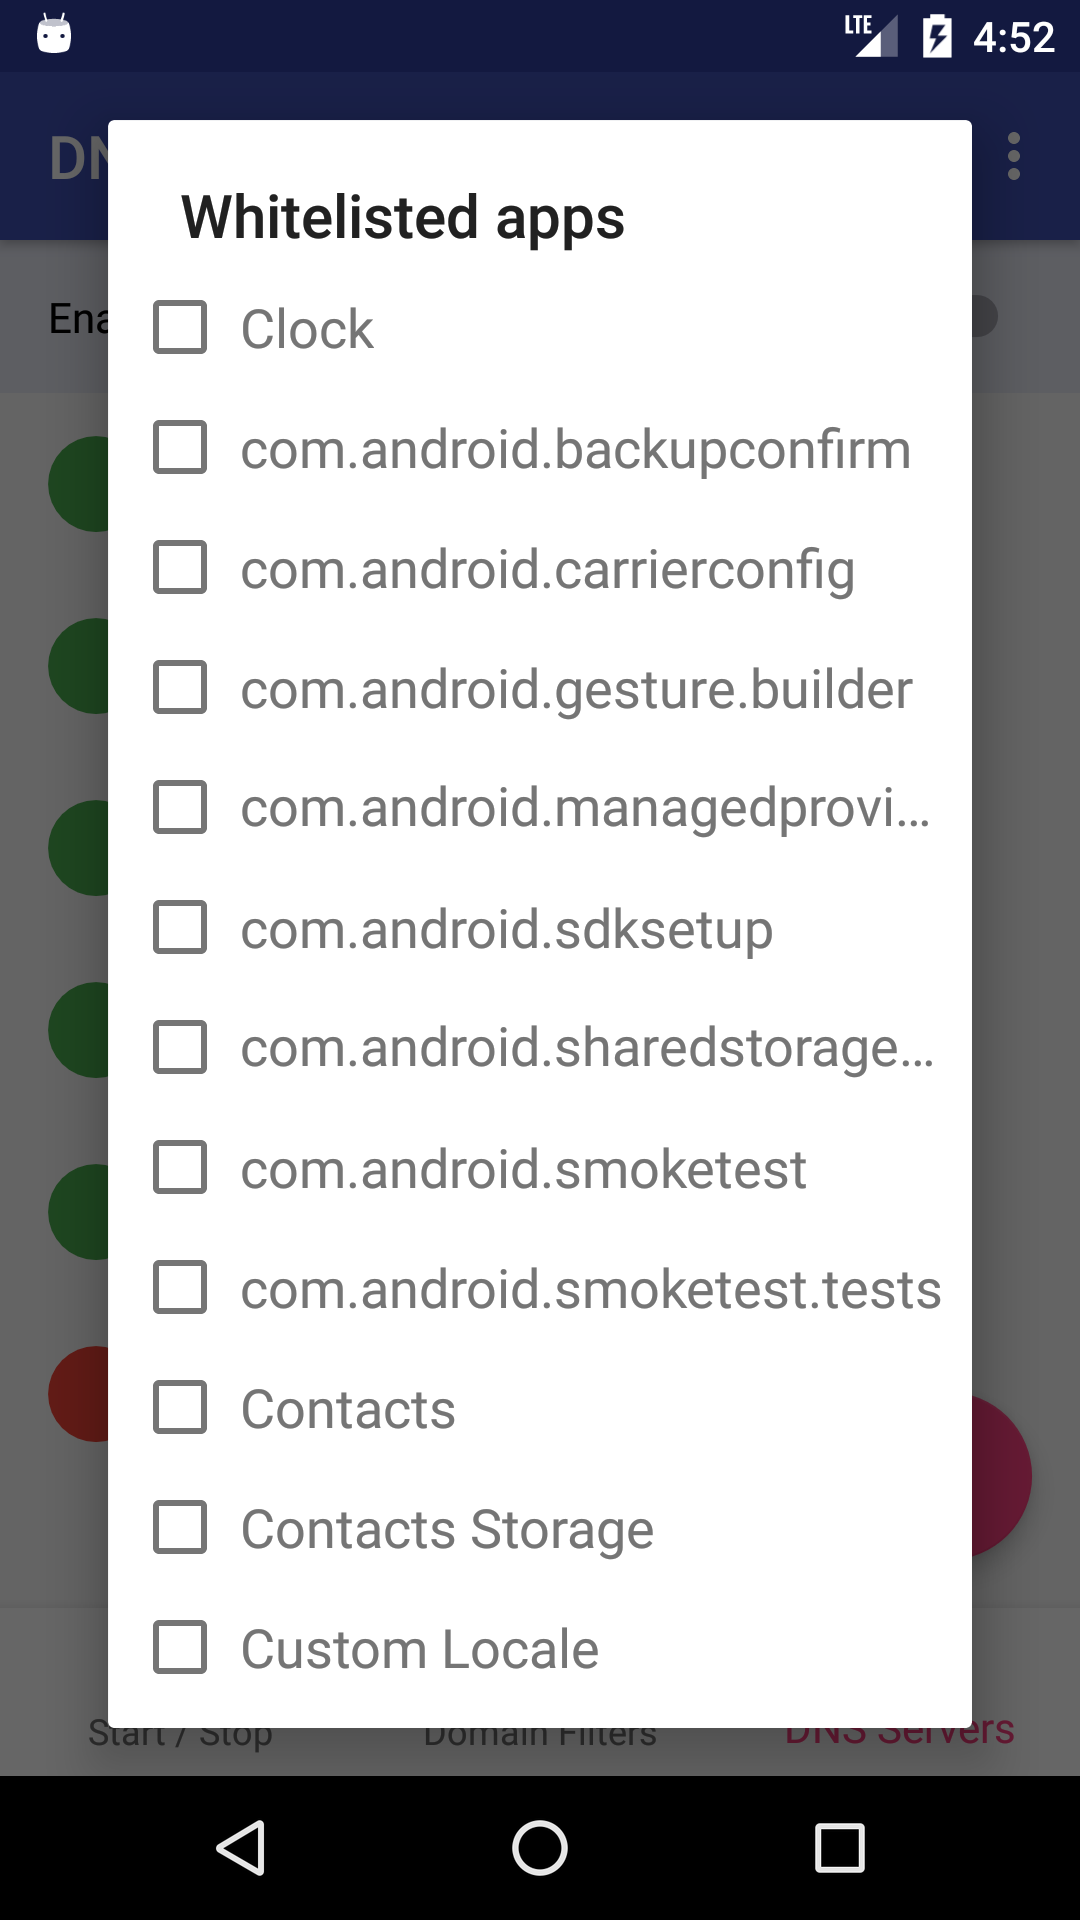 LTE 4:52
DN
Whitelisted apps
Ena
Clock
com.android.backupconfirm
com.android.carrierconfig
com.android.gesture.builder
com.android.managedprovi...
com.android.sdksetup
com.android.sharedstorage...
com.android.smoketest
com.android.smoketest.tests
Contacts
Contacts Storage
Custom Locale
Start / Stop
Domain Filters
DNS Servers